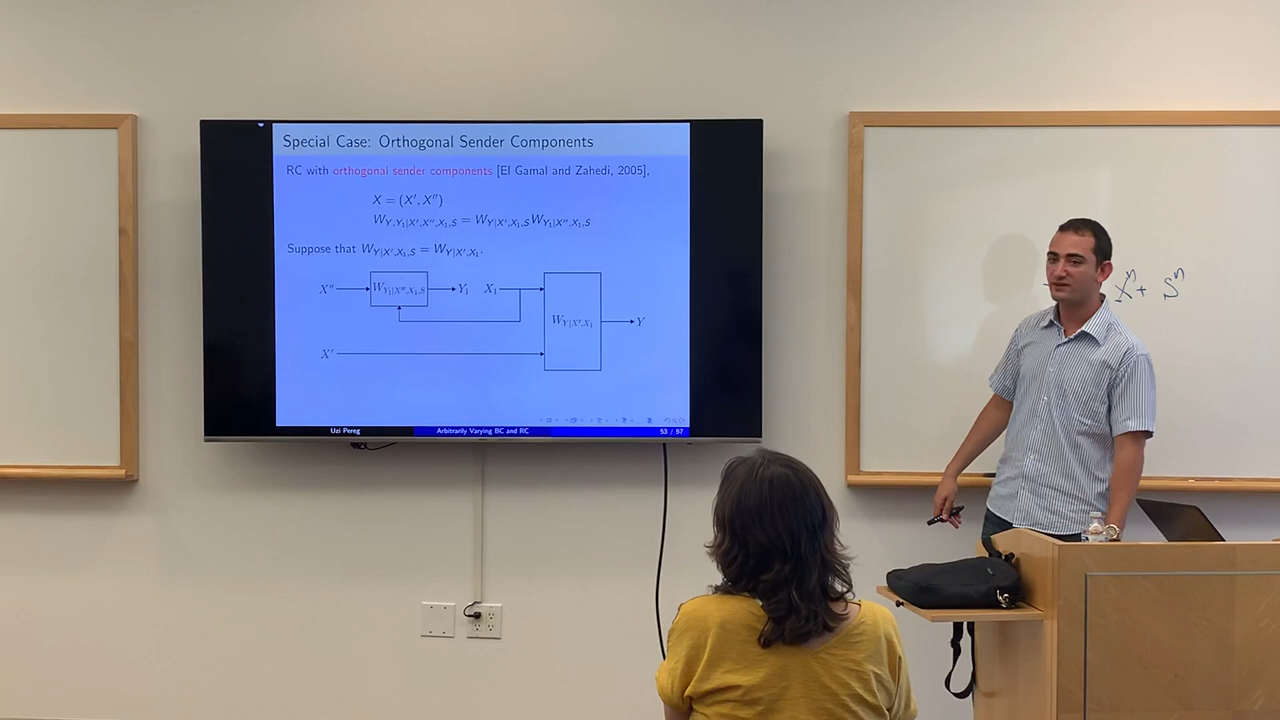 Special Case: Orthogonal Sender Components
RC with orthogonal sender components [El Gamal and Zahedi, 2005],
X = (X′, X″)
W_{Y,Y₁|X′,X″,X₁,S} = W_{Y|X′,X₁,S} W_{Y₁|X″,X₁,S}
Suppose that W_{Y|X′,X₁,S} = W_{Y|X′,X₁}.
X″ W_{Y₁|X″,X₁,S} Y₁ X₁
W_{Y|X′,X₁} Y
X′
Uzi Pereg Arbitrarily Varying BC and RC 53 / 57
Xⁿ + Sⁿ